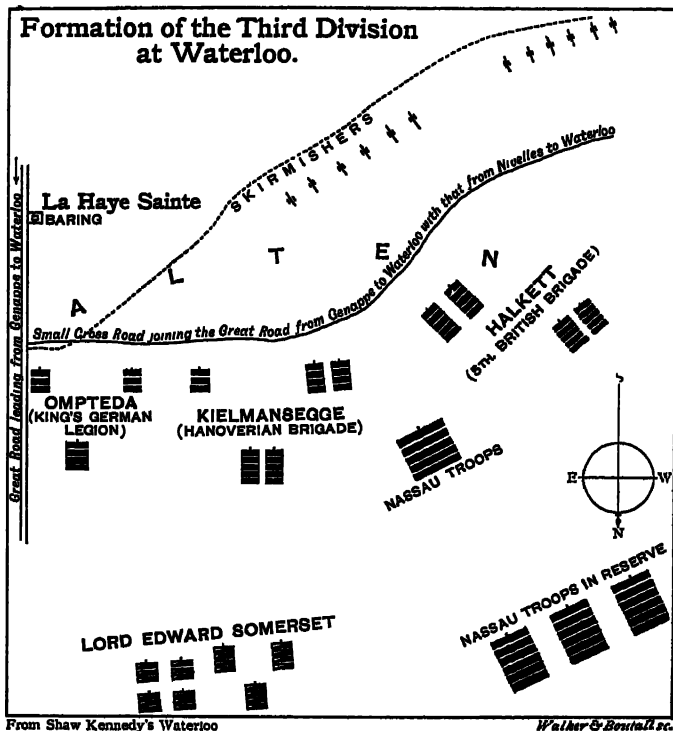 Formation of the Third Division
at Waterloo.
SKIRMISHERS
Great Road leading from Genappe to Waterloo
La Haye Sainte
BARING
ALTEN
Small Cross Road joining the Great Road from Genappe to Waterloo with that from Nivelles to Waterloo
HALKETT
(5TH. BRITISH BRIGADE)
OMPTEDA
(KING'S GERMAN
LEGION)
KIELMANSEGGE
(HANOVERIAN BRIGADE)
NASSAU TROOPS
S
E
W
N
NASSAU TROOPS IN RESERVE
LORD EDWARD SOMERSET
From Shaw Kennedy's Waterloo
Walker & Boutall sc.